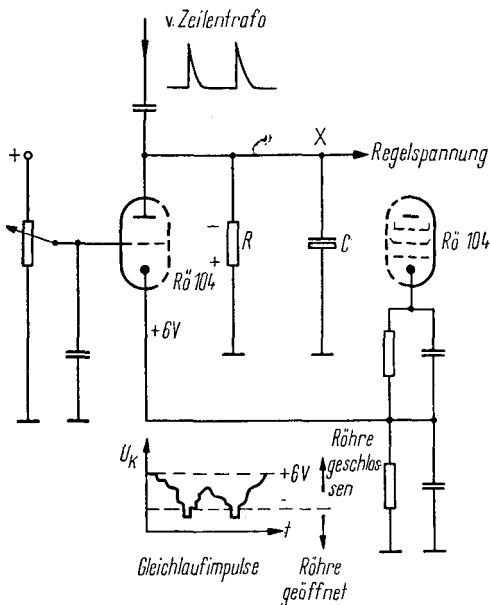 v. Zeilentrafo
X
Regelspannung
+
−
R
+
C
Rö 104
Rö 104
+6V
U_K
+6V
-
t
Röhre
geschlos
sen
Gleichlaufimpulse
Röhre
geöffnet